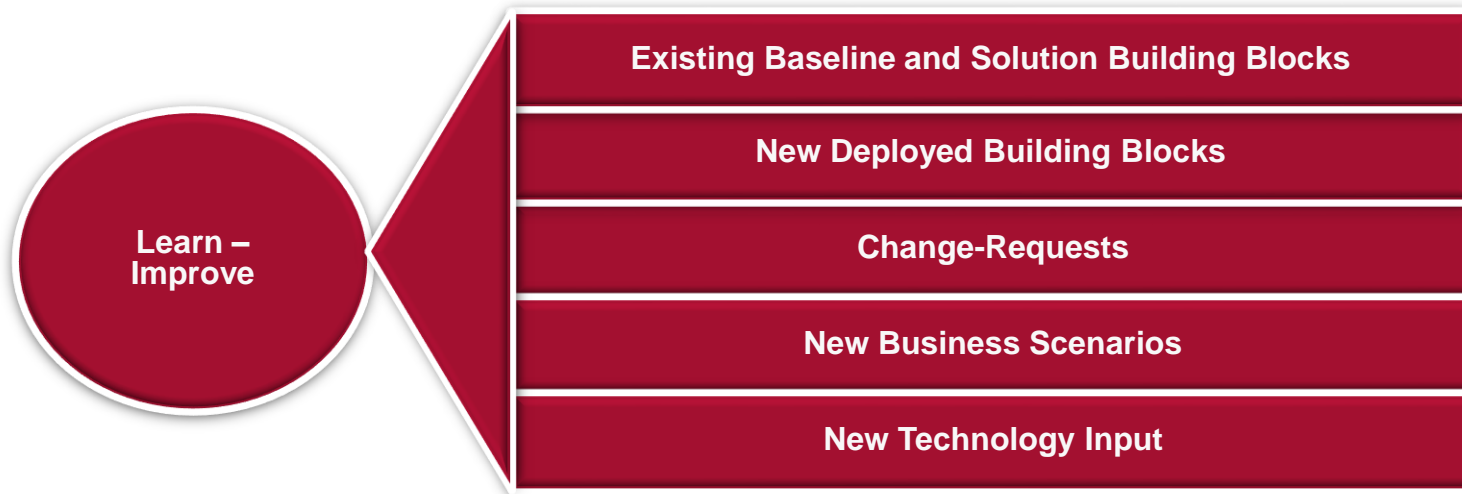 Existing Baseline and Solution Building Blocks
New Deployed Building Blocks
Learn –
Improve
Change-Requests
New Business Scenarios
New Technology Input